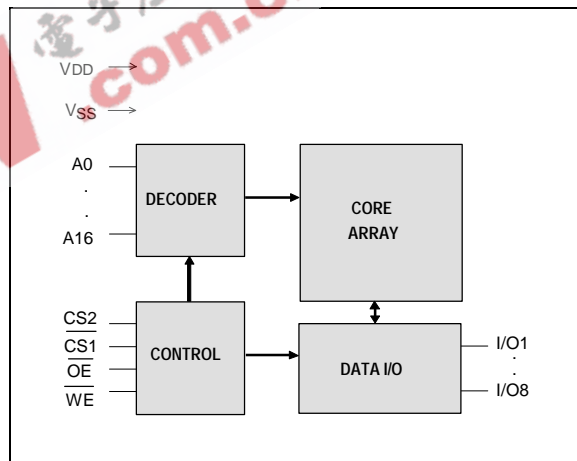 .com.c
VDD
VSS
A0
.
.
A16
DECODER
CORE
ARRAY
CS2
CS1
OE
WE
CONTROL
DATA I/O
I/O1
.
.
I/O8